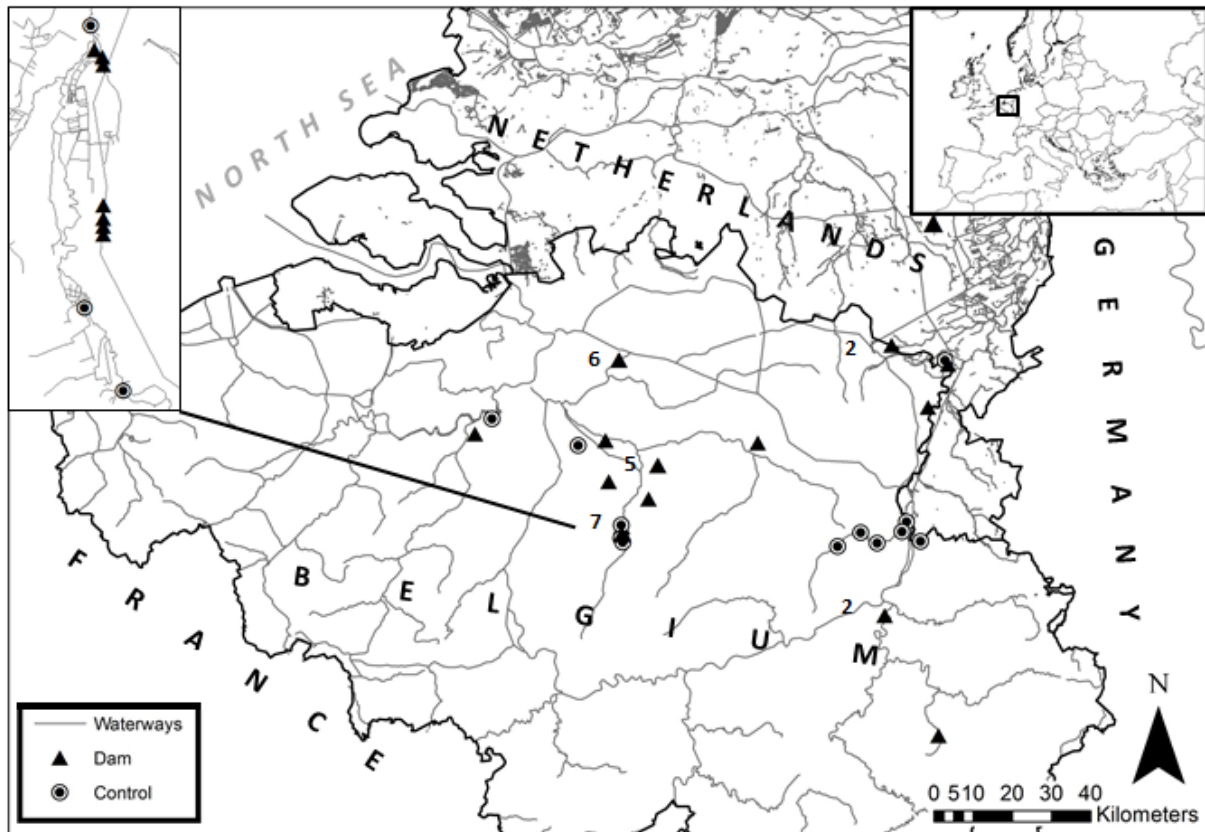 NORTH SEA
NETHERLANDS
GERMANY
6
2
5
7
2
BELGIUM
FRANCE
N
Waterways
Dam
Control
0 5 10 20 30 40
Kilometers